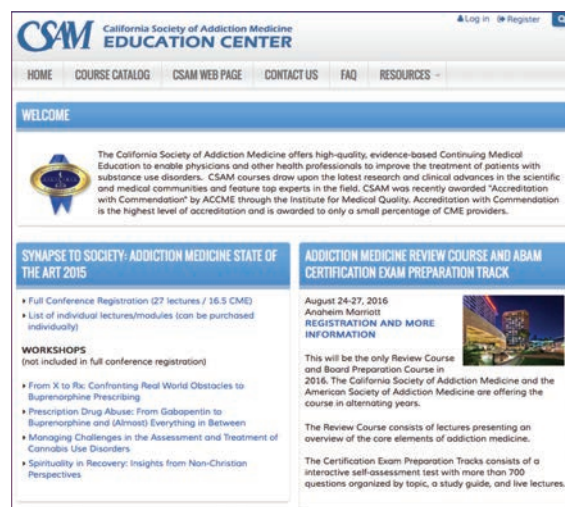 CSAM California Society of Addiction Medicine
EDUCATION CENTER
Log in Register
HOME COURSE CATALOG CSAM WEB PAGE CONTACT US FAQ RESOURCES
WELCOME
The California Society of Addiction Medicine offers high-quality, evidence-based Continuing Medical
Education to enable physicians and other health professionals to improve the treatment of patients with
substance use disorders. CSAM courses draw upon the latest research and clinical advances in the scientific
and medical communities and feature top experts in the field. CSAM was recently awarded "Accreditation
with Commendation" by ACCME through the Institute for Medical Quality. Accreditation with Commendation
is the highest level of accreditation and is awarded to only a small percentage of CME providers.
SYNAPSE TO SOCIETY: ADDICTION MEDICINE STATE OF
THE ART 2015
Full Conference Registration (27 lectures / 16.5 CME)
List of individual lectures/modules (can be purchased
individually)
WORKSHOPS
(not included in full conference registration)
From X to Rx: Confronting Real World Obstacles to
Buprenorphine Prescribing
Prescription Drug Abuse: From Gabapentin to
Buprenorphine and (Almost) Everything in Between
Managing Challenges in the Assessment and Treatment of
Cannabis Use Disorders
Spirituality in Recovery: Insights from Non-Christian
Perspectives
ADDICTION MEDICINE REVIEW COURSE AND ABAM
CERTIFICATION EXAM PREPARATION TRACK
August 24-27, 2016
Anaheim Marriott
REGISTRATION AND MORE
INFORMATION
This will be the only Review Course
and Board Preparation Course in
2016. The California Society of Addiction Medicine and the
American Society of Addiction Medicine are offering the
course in alternating years.
The Review Course consists of lectures presenting an
overview of the core elements of addiction medicine.
The Certification Exam Preparation Tracks consists of a
interactive self-assessment test with more than 700
questions organized by topic, a study guide, and live lectures.